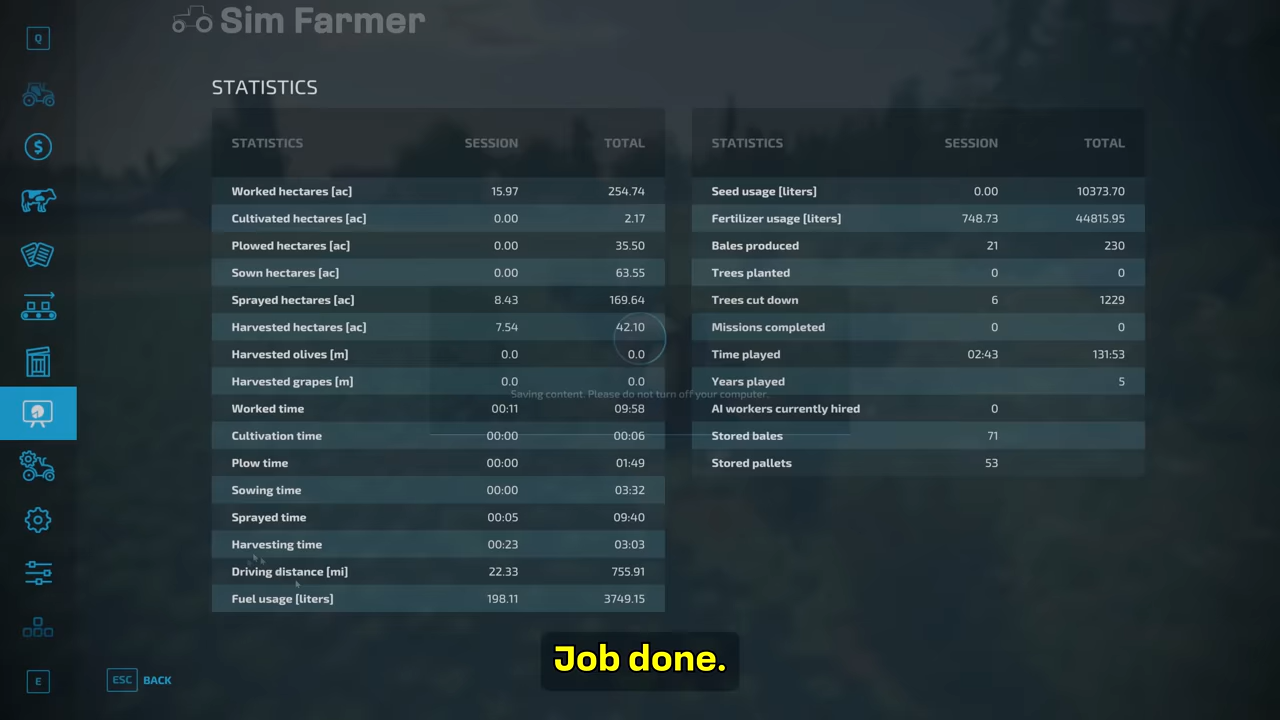 Sim Farmer
Q
STATISTICS
STATISTICS SESSION TOTAL
Worked hectares [ac] 15.97 254.74
Cultivated hectares [ac] 0.00 2.17
Plowed hectares [ac] 0.00 35.50
Sown hectares [ac] 0.00 63.55
Sprayed hectares [ac] 8.43 169.64
Harvested hectares [ac] 7.54 42.10
Harvested olives [m] 0.0 0.0
Harvested grapes [m] 0.0 0.0
Worked time 00:11 09:58
Cultivation time 00:00 00:06
Plow time 00:00 01:49
Sowing time 00:00 03:32
Sprayed time 00:05 09:40
Harvesting time 00:23 03:03
Driving distance [mi] 22.33 755.91
Fuel usage [liters] 198.11 3749.15
STATISTICS SESSION TOTAL
Seed usage [liters] 0.00 10373.70
Fertilizer usage [liters] 748.73 44815.95
Bales produced 21 230
Trees planted 0 0
Trees cut down 6 1229
Missions completed 0 0
Time played 02:43 131:53
Years played 5
AI workers currently hired 0
Stored bales 71
Stored pallets 53
Saving content. Please do not turn off your computer.
Job done.
E
ESC BACK